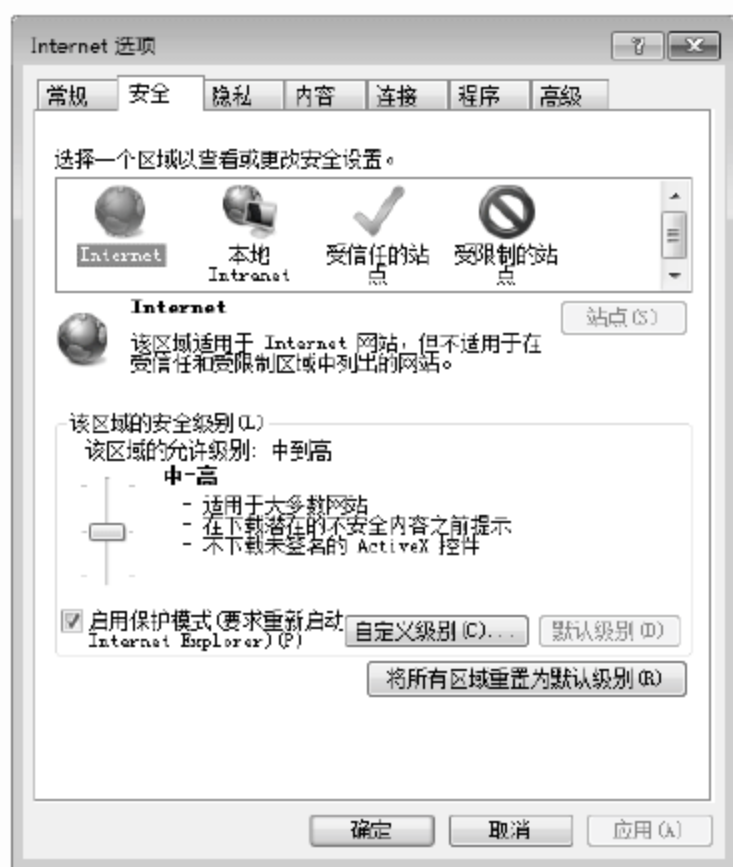 Internet 选项
常规 安全 隐私 内容 连接 程序 高级
选择一个区域以查看或更改安全设置。
Internet
本地
Intranet
受信任的站
点
受限制的站
点
Internet
站点(S)
该区域适用于 Internet 网站,但不适用于在
受信任和受限制区域中列出的网站。
该区域的安全级别(L)
该区域的允许级别: 中到高
中-高
- 适用于大多数网站
- 在下载潜在的不安全内容之前提示
- 不下载未签名的 ActiveX 控件
启用保护模式(要求重新启动
Internet Explorer)(P)
自定义级别(C)...
默认级别(D)
将所有区域重置为默认级别(R)
确定 取消 应用(A)